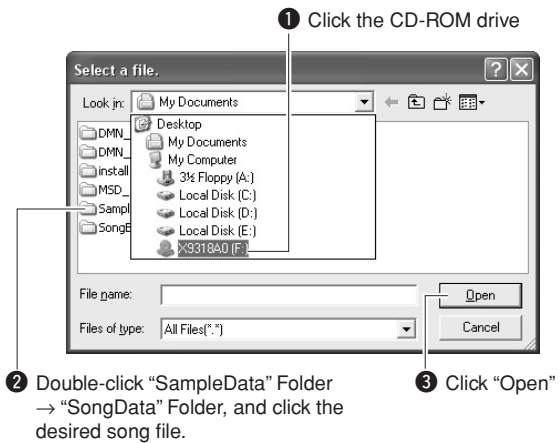 ❶ Click the CD-ROM drive
Select a file.
Look in: My Documents
Desktop
My Documents
My Computer
3½ Floppy (A:)
Local Disk (C:)
Local Disk (D:)
Local Disk (E:)
X9318A0 (F:)
DMN_
DMN_
install
MSD_
Sampl
SongE
File name:
Open
Files of type: All Files(*.*)
Cancel
❷ Double-click “SampleData” Folder
→ “SongData” Folder, and click the
desired song file.
❸ Click “Open”